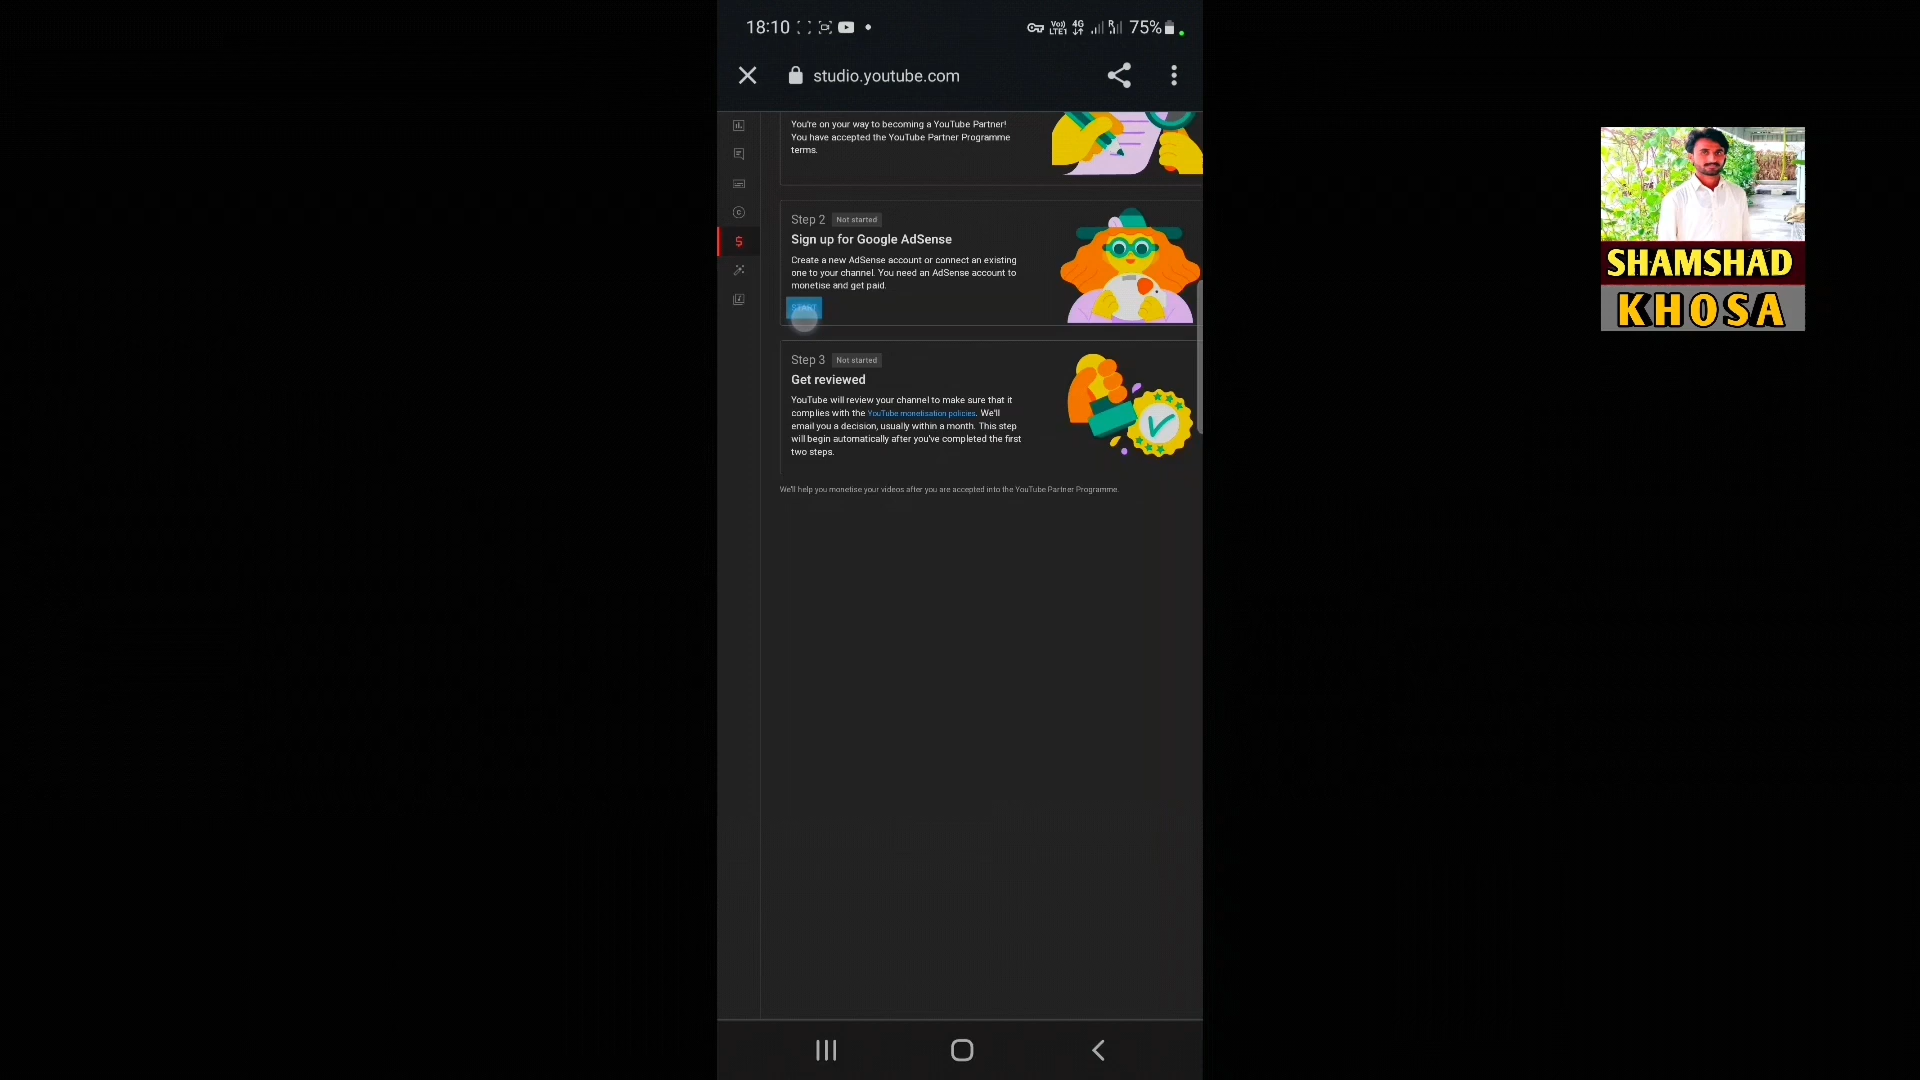 18:10
Vo)) 4G R 75%
LTE1
studio.youtube.com
You're on your way to becoming a YouTube Partner!
You have accepted the YouTube Partner Programme
terms.
Step 2 Not started
Sign up for Google AdSense
Create a new AdSense account or connect an existing
one to your channel. You need an AdSense account to
monetise and get paid.
START
Step 3 Not started
Get reviewed
YouTube will review your channel to make sure that it
complies with the YouTube monetisation policies. We'll
email you a decision, usually within a month. This step
will begin automatically after you've completed the first
two steps.
We'll help you monetise your videos after you are accepted into the YouTube Partner Programme.
SHAMSHAD
KHOSA